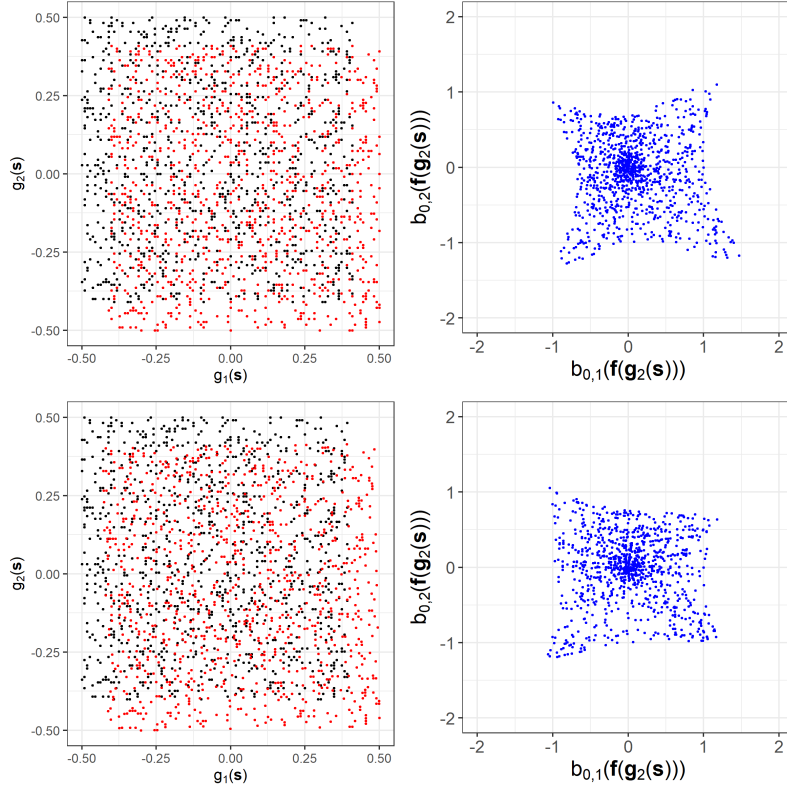 0.50
0.25
0.00
-0.25
-0.50
g₂(s)
-0.50 -0.25 0.00 0.25 0.50
g₁(s)
2
1
0
-1
-2
b₀,₂(f(g₂(s)))
-2 -1 0 1 2
b₀,₁(f(g₂(s)))
0.50
0.25
0.00
-0.25
-0.50
g₂(s)
-0.50 -0.25 0.00 0.25 0.50
g₁(s)
2
1
0
-1
-2
b₀,₂(f(g₂(s)))
-2 -1 0 1 2
b₀,₁(f(g₂(s)))